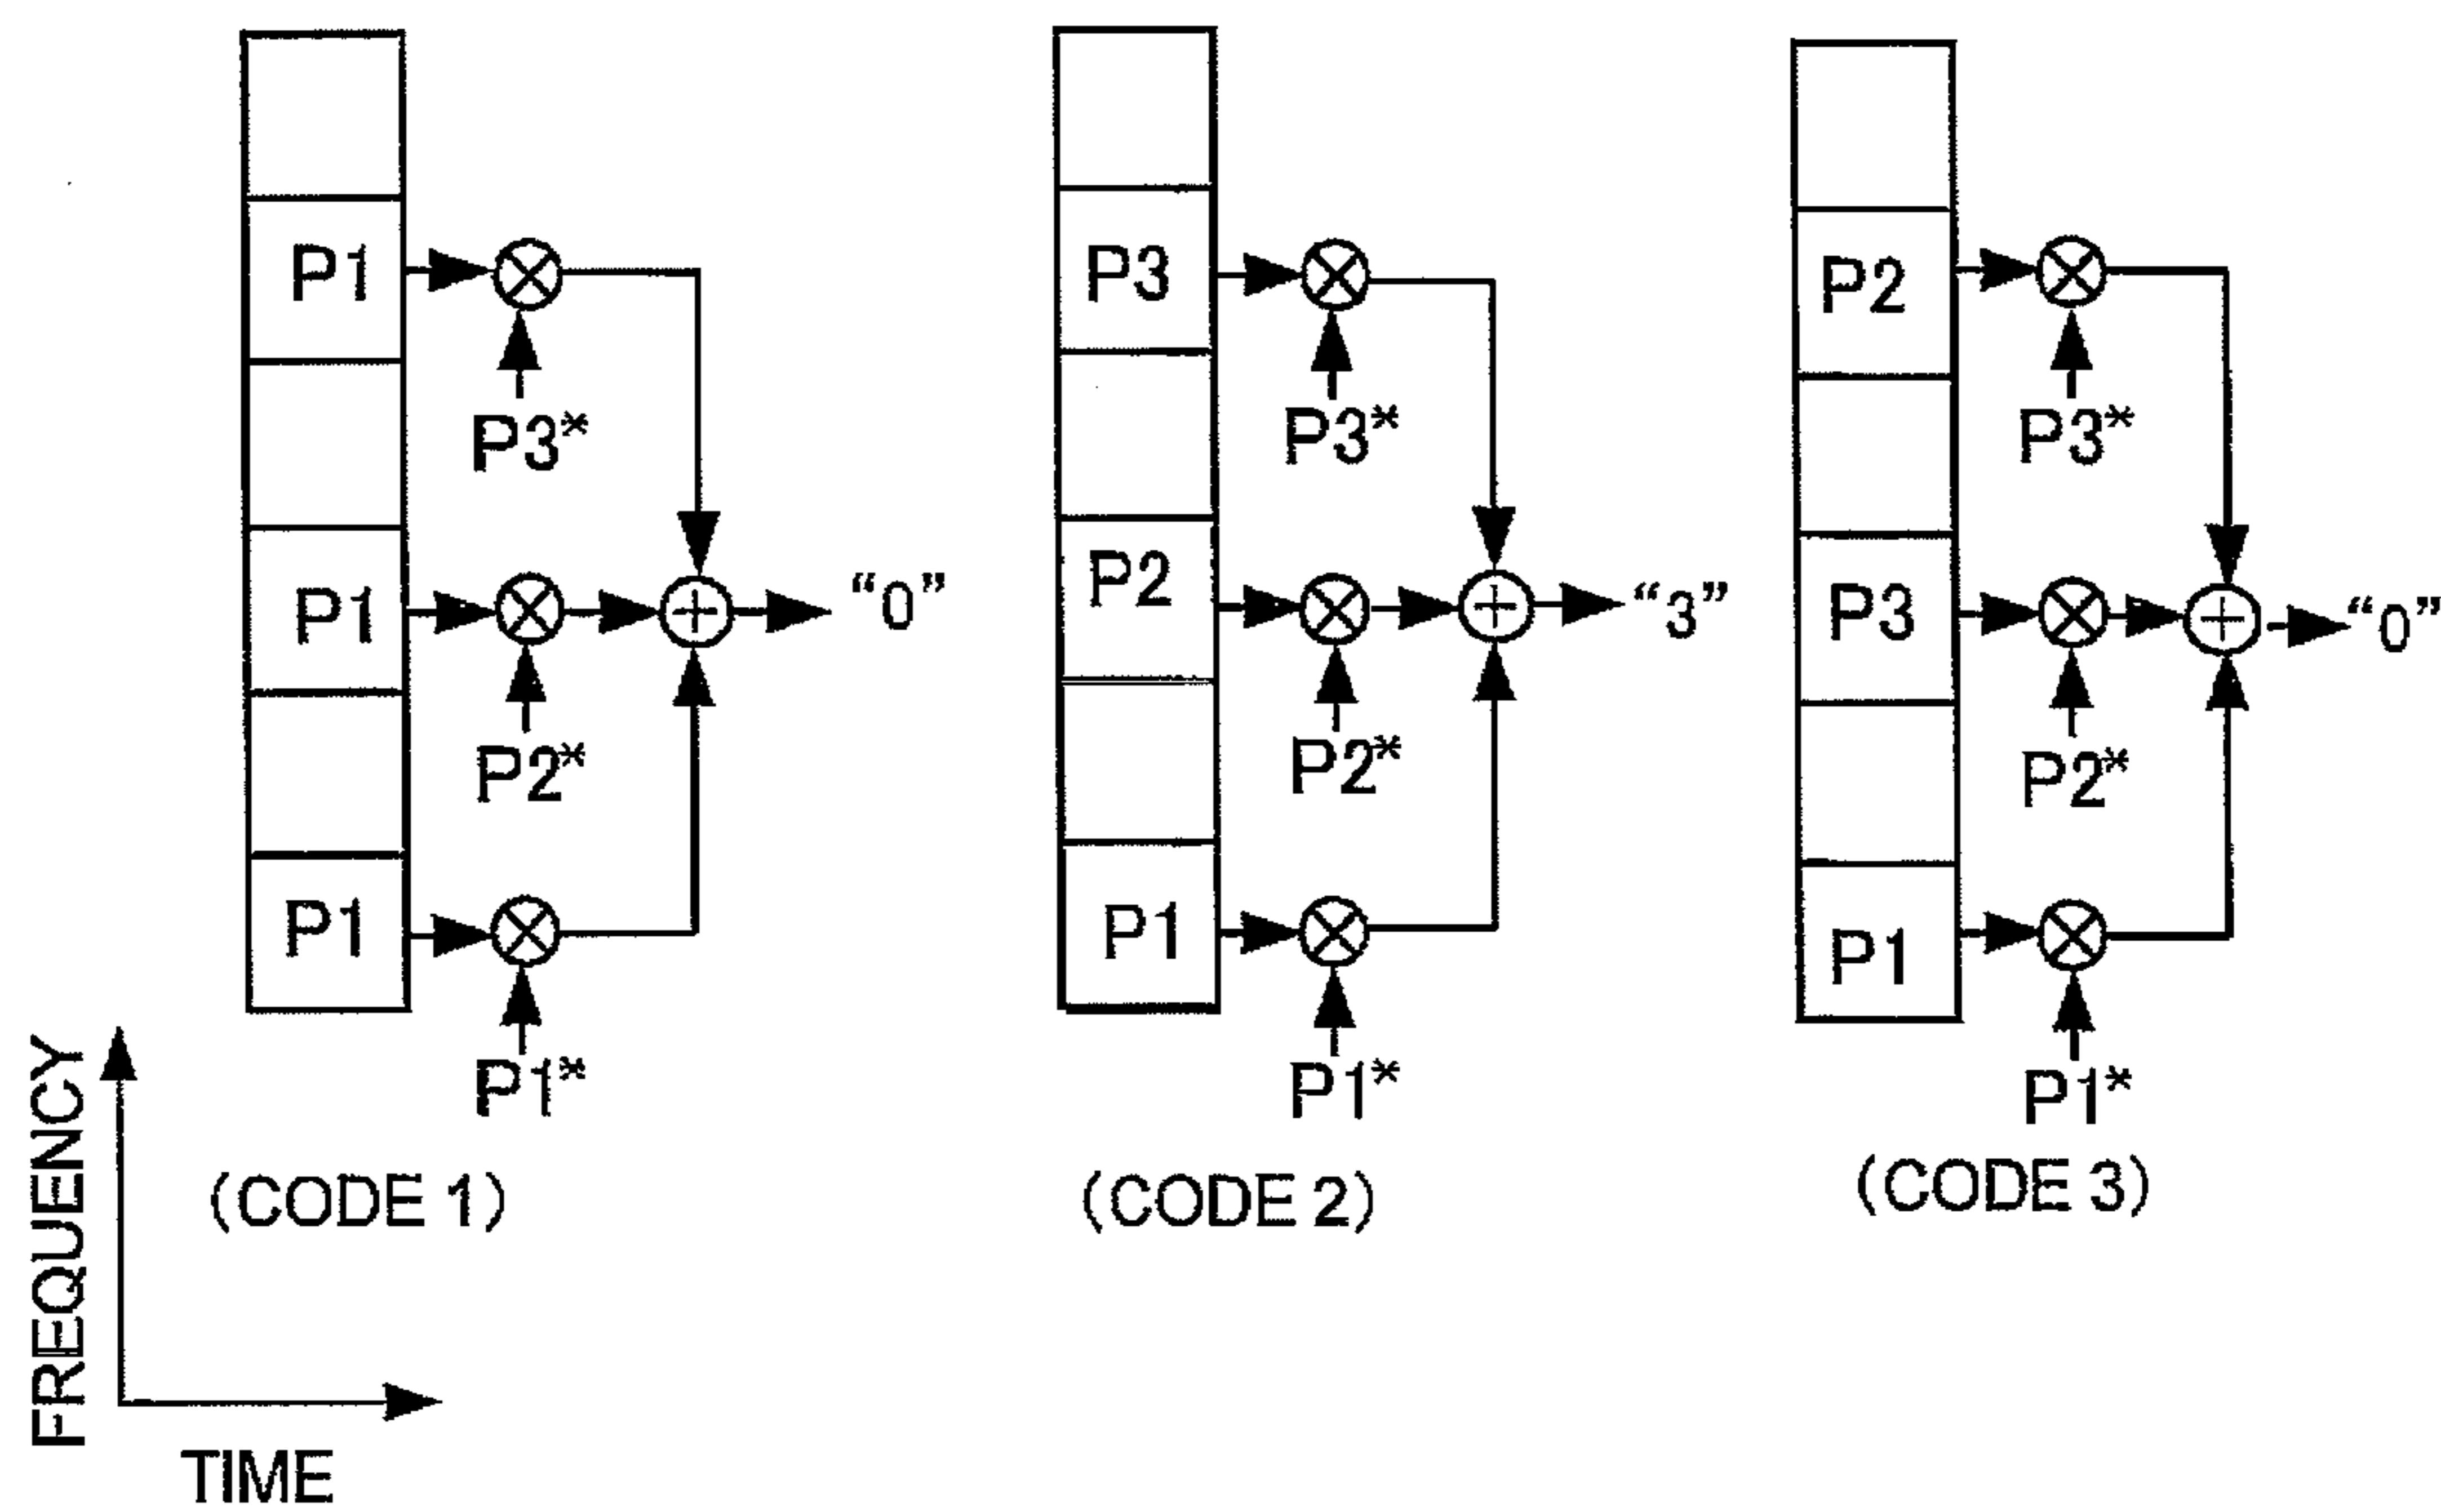 P1
P3*
P1
"0"
P2*
P1
P1*
(CODE 1)
P3
P3*
P2
"3"
P2*
P1
P1*
(CODE 2)
P2
P3*
P3
"0"
P2*
P1
P1*
(CODE 3)
FREQUENCY
TIME